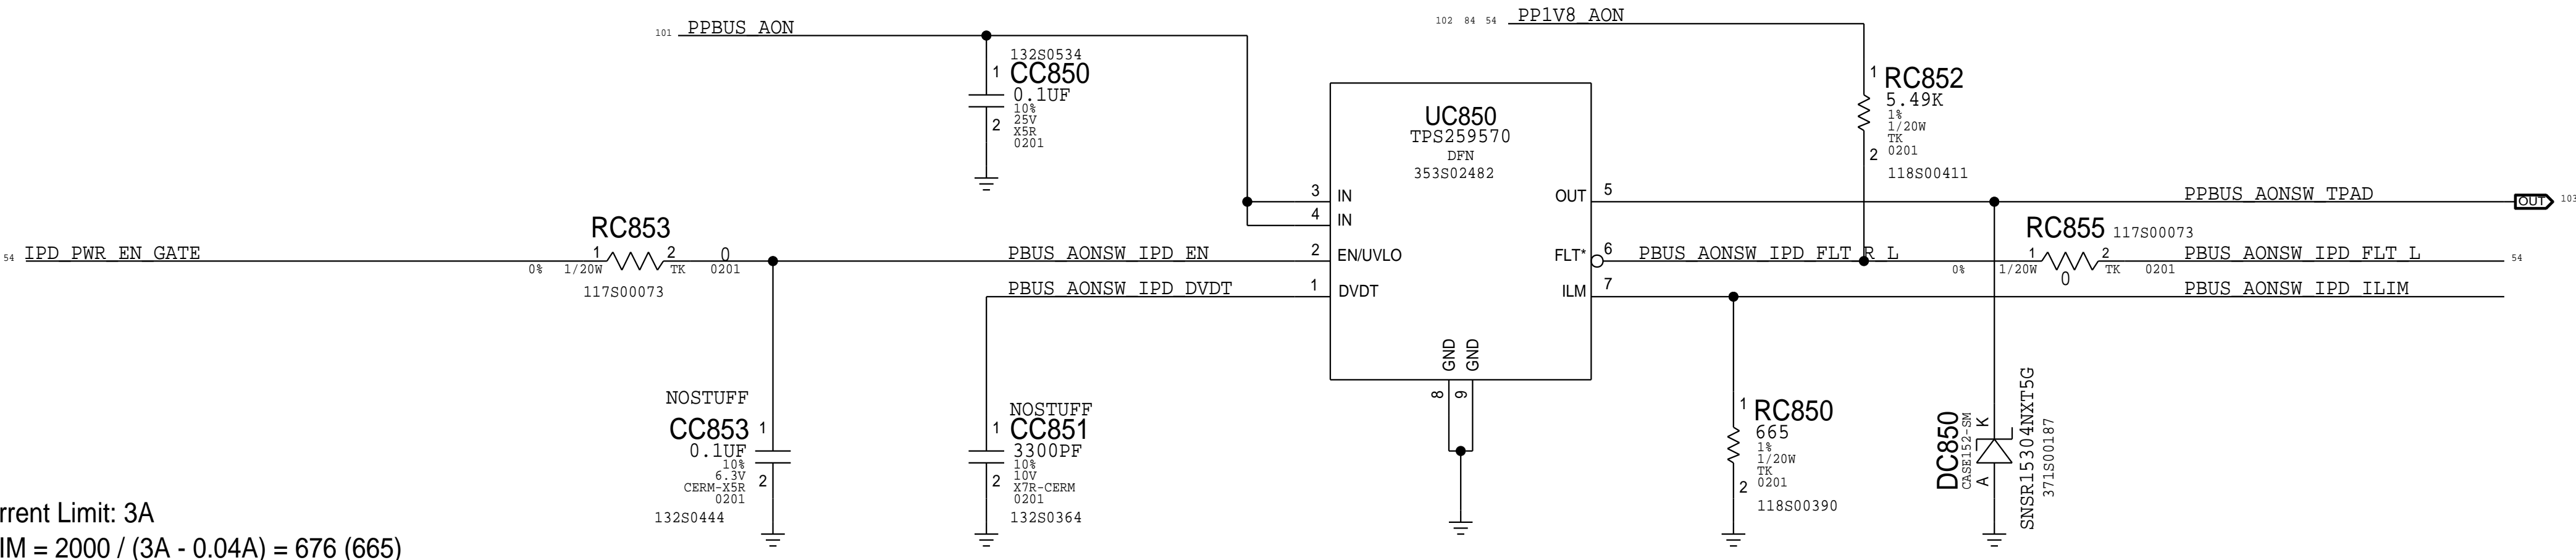 101 PPBUS_AON
102 84 54 PP1V8_AON
132S0534
1 CC850
0.1UF
10%
25V
X5R
0201
2
1 RC852
5.49K
1%
1/20W
TK
0201
2
118S00411
UC850
TPS259570
DFN
353S02482
3 IN
4 IN
2 EN/UVLO
1 DVDT
OUT 5
FLT* 6
ILM 7
GND GND
8 9
PPBUS_AONSW_TPAD OUT 103
RC853
54 IPD_PWR_EN_GATE 1 2 0 PBUS_AONSW_IPD_EN
0% 1/20W TK 0201
117S00073
PBUS_AONSW_IPD_DVDT
RC855 117S00073
PBUS_AONSW_IPD_FLT_R_L 1 2 PBUS_AONSW_IPD_FLT_L 54
0% 1/20W 0 TK 0201
PBUS_AONSW_IPD_ILIM
NOSTUFF
CC853 1
0.1UF
10%
6.3V
CERM-X5R
0201
2
132S0444
NOSTUFF
1 CC851
3300PF
10%
10V
X7R-CERM
0201
2
132S0364
1 RC850
665
1%
1/20W
TK
0201
2
118S00390
DC850
CASE152-SM
A K
SNSR15304NXT5G
371S00187
rrent Limit: 3A
IM = 2000 / (3A - 0.04A) = 676 (665)